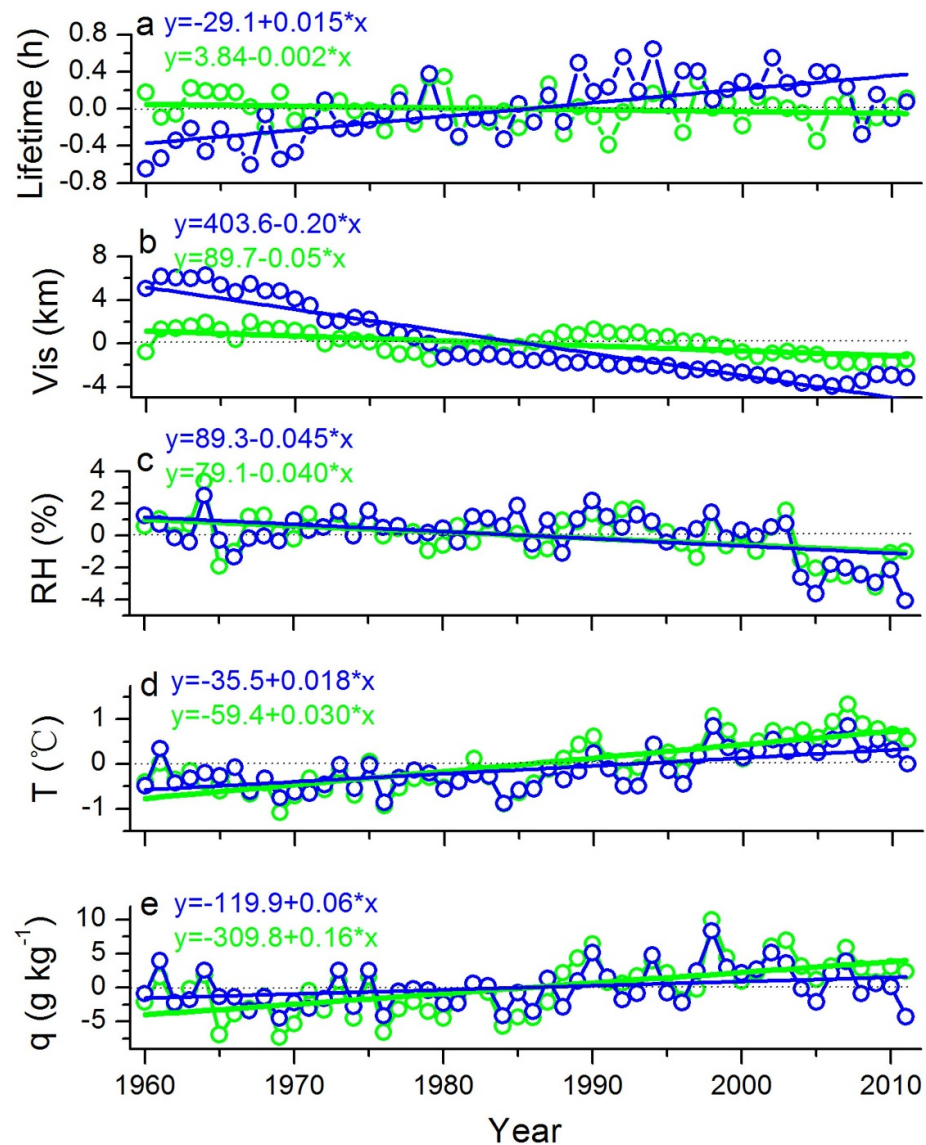 a
y=-29.1+0.015*x
y=3.84-0.002*x
0.8
0.4
0.0
-0.4
-0.8
Lifetime (h)
b
y=403.6-0.20*x
y=89.7-0.05*x
8
4
0
-4
Vis (km)
c
y=89.3-0.045*x
y=79.1-0.040*x
4
2
0
-2
-4
RH (%)
d
y=-35.5+0.018*x
y=-59.4+0.030*x
1
0
-1
T (℃)
e
y=-119.9+0.06*x
y=-309.8+0.16*x
10
5
0
-5
q (g kg⁻¹)
1960 1970 1980 1990 2000 2010
Year